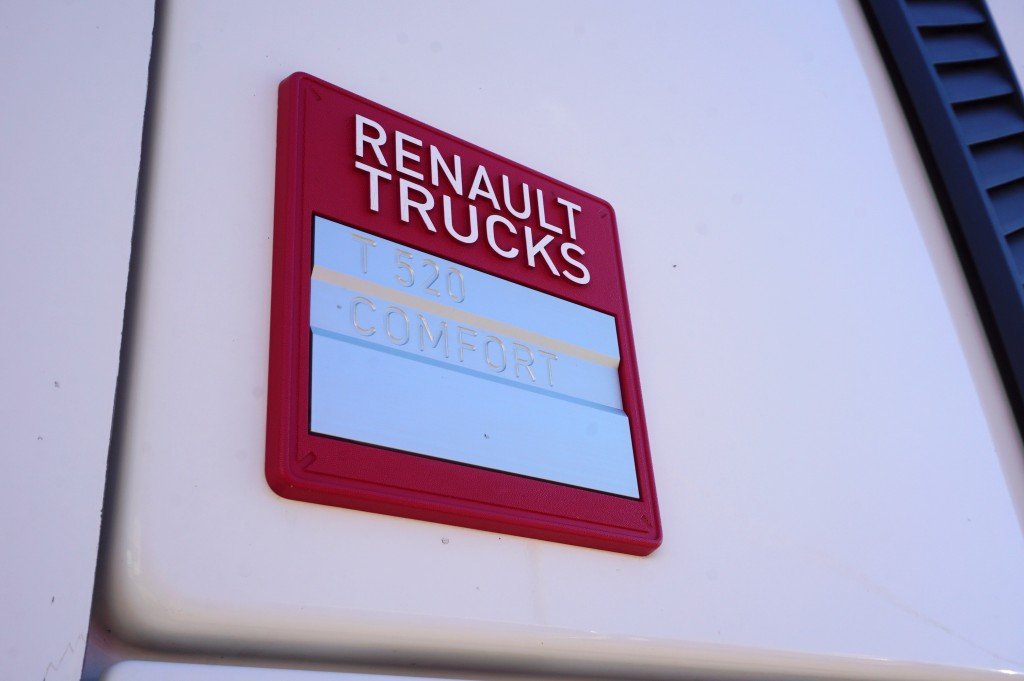 RENAULT
TRUCKS
T 520
COMFORT